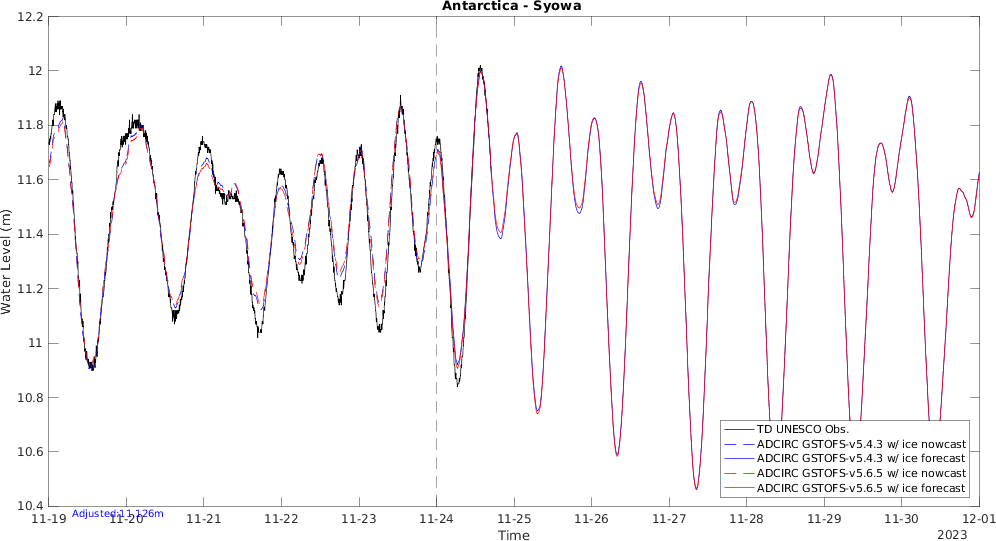 Antarctica - Syowa
12.2
12
11.8
11.6
11.4
11.2
11
10.8
10.6
10.4
Water Level (m)
TD UNESCO Obs.
ADCIRC GSTOFS-v5.4.3 w/ ice nowcast
ADCIRC GSTOFS-v5.4.3 w/ ice forecast
ADCIRC GSTOFS-v5.6.5 w/ ice nowcast
ADCIRC GSTOFS-v5.6.5 w/ ice forecast
Adjusted:11.126m
11-19 11-20 11-21 11-22 11-23 11-24 11-25 11-26 11-27 11-28 11-29 11-30 12-01
Time
2023